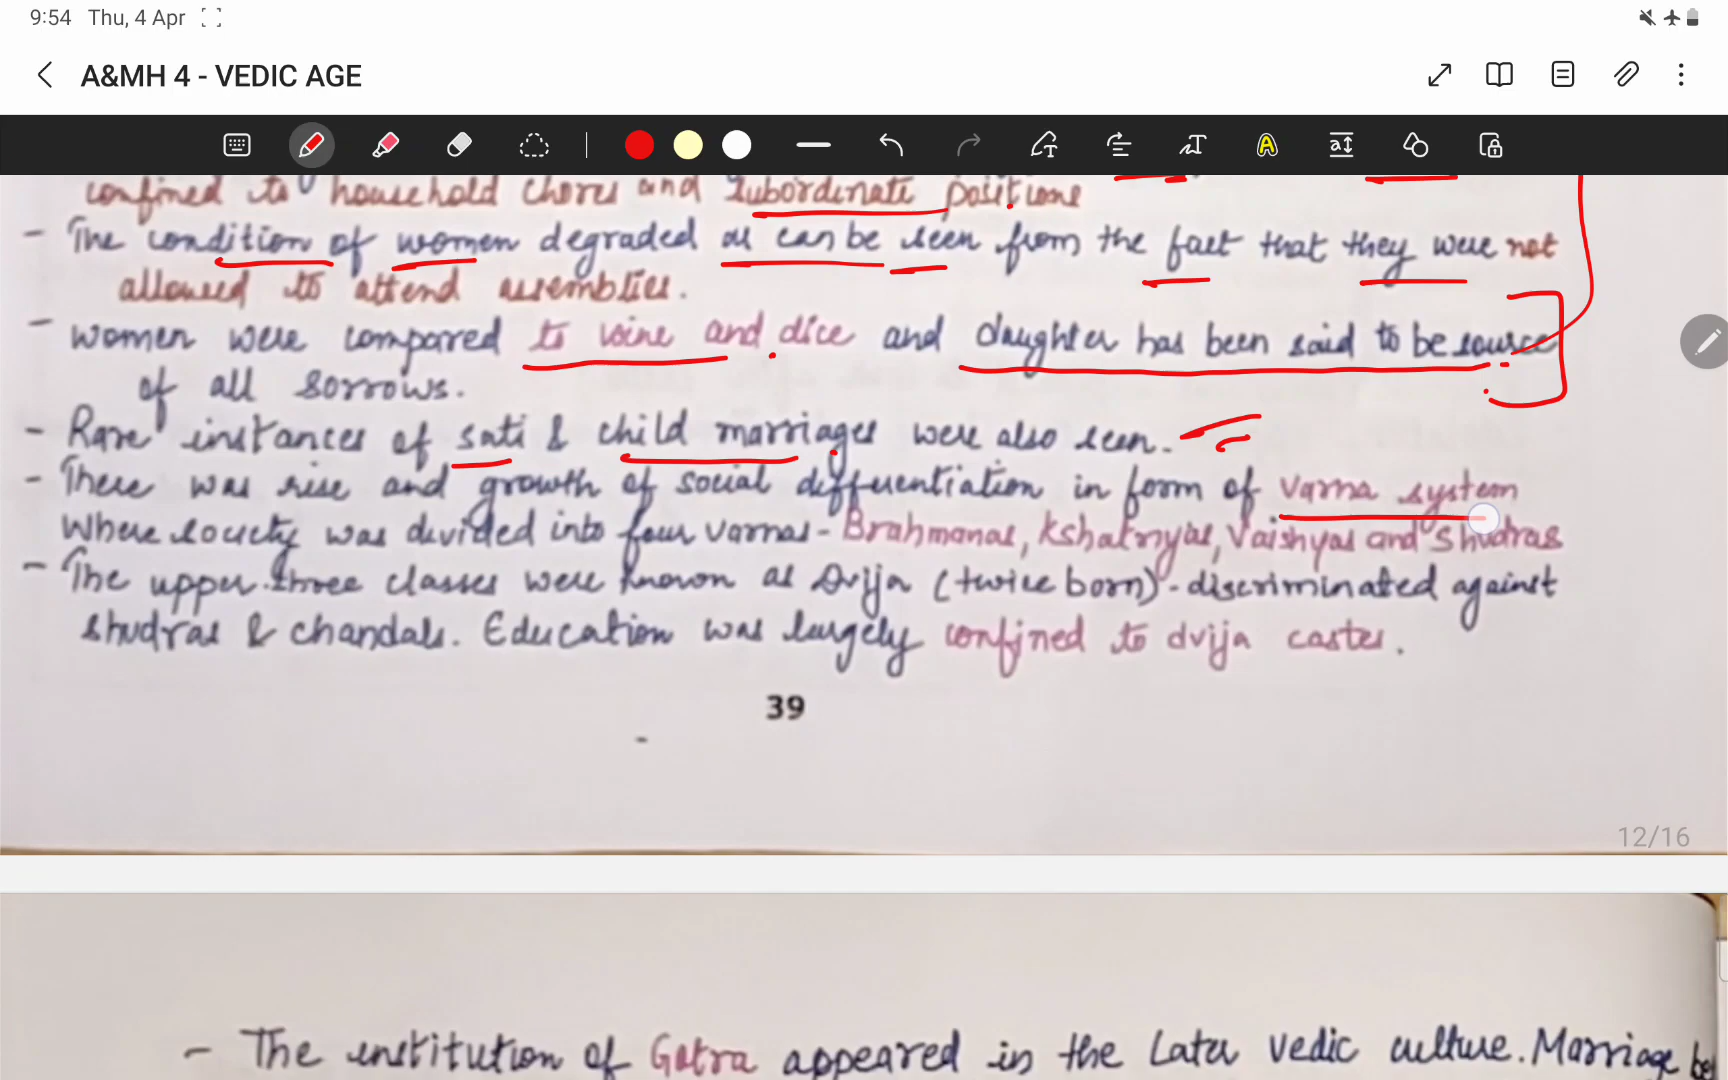 9:54 Thu, 4 Apr
A&MH 4 - VEDIC AGE
confined to household chores and subordinate positions
- The condition of women degraded as can be seen from the fact that they were not
allowed to attend assemblies.
- Women were compared to wine and dice and daughter has been said to be source
of all sorrows.
- Rare instances of sati & child marriages were also seen.
- There was rise and growth of social differentiation in form of Varna system
Where society was divided into four varnas - Brahmanas, Kshatriyas, Vaishyas and Shudras
- The upper three classes were known as Dvija (twice born) - discriminated against
shudras & chandals. Education was largely confined to dvija castes.
39
12/16
- The institution of Gotra appeared in the Later Vedic culture. Marriage